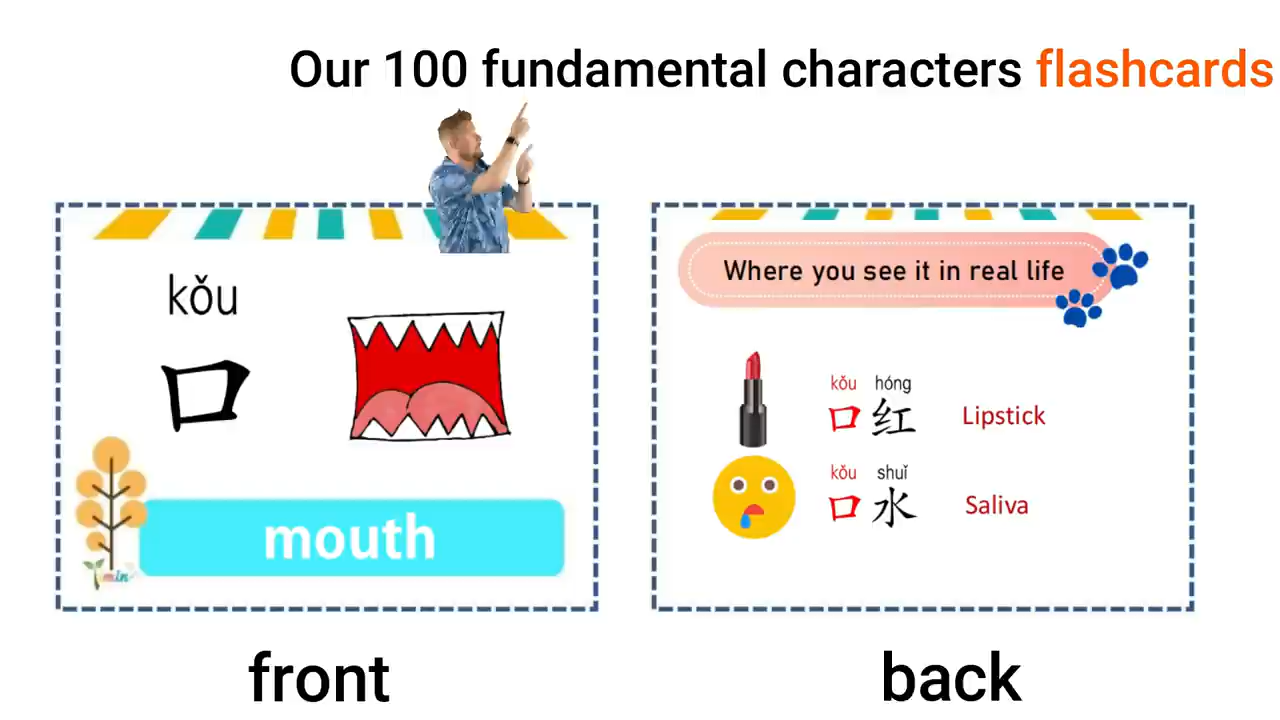 Our 100 fundamental characters flashcards
kǒu
口
mouth
min
front
Where you see it in real life
kǒu hóng
口红 Lipstick
kǒu shuǐ
口水 Saliva
back